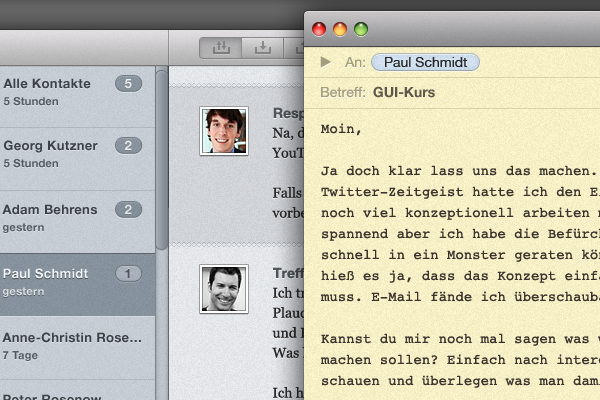 Alle Kontakte 5
5 Stunden
Georg Kutzner 2
5 Stunden
Adam Behrens 2
gestern
Paul Schmidt 1
gestern
Anne-Christin Rose...
7 Tage
Peter Rosenow
Resp
Na, d
YouT
Falls
vorbe
Treff
Ich tr
Plaud
und I
Was l
Ich h
An: Paul Schmidt
Betreff: GUI-Kurs
Moin,
Ja doch klar lass uns das machen.
Twitter-Zeitgeist hatte ich den E
noch viel konzeptionell arbeiten
spannend aber ich habe die Befürc
schnell in ein Monster geraten kö
hieß es ja, dass das Konzept einf
muss. E-Mail fände ich überschaub
Kannst du mir noch mal sagen was
machen sollen? Einfach nach inter
schauen und überlegen was man dam